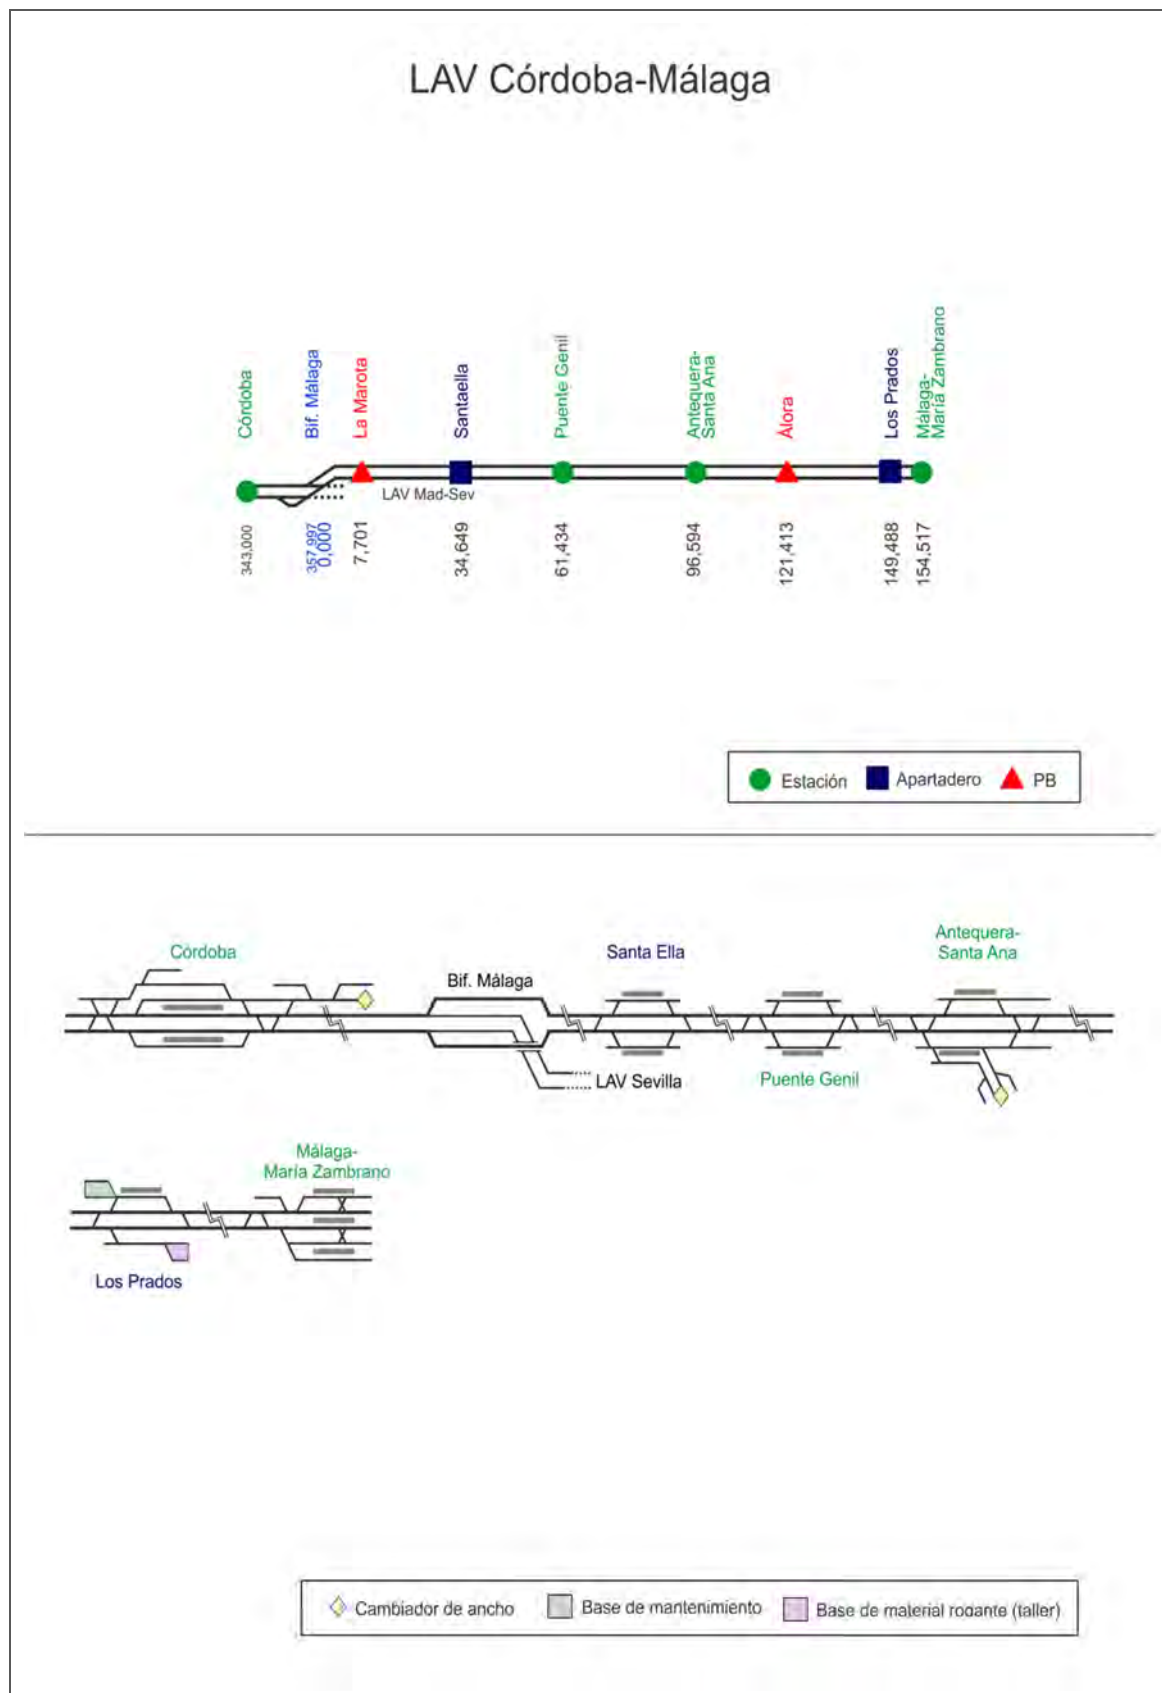 LAV Córdoba-Málaga
Córdoba
Bif. Málaga
La Marota
Santaella
Puente Genil
Antequera-
Santa Ana
Álora
Los Prados
Málaga-
María Zambrano
LAV Mad-Sev
343,000
357,997
0,000
7,701
34,649
61,434
96,594
121,413
149,488
154,517
Estación
Apartadero
PB
Córdoba
Bif. Málaga
Santa Ella
Antequera-
Santa Ana
LAV Sevilla
Puente Genil
Málaga-
María Zambrano
Los Prados
Cambiador de ancho
Base de mantenimiento
Base de material rodante (taller)